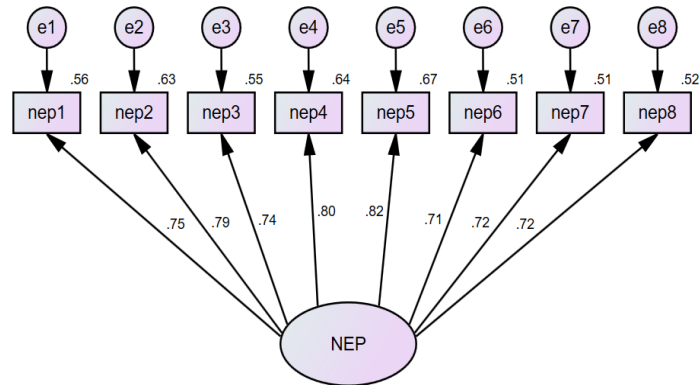 e1 e2 e3 e4 e5 e6 e7 e8
.56 .63 .55 .64 .67 .51 .51 .52
nep1 nep2 nep3 nep4 nep5 nep6 nep7 nep8
.75 .79 .74 .80 .82 .71 .72 .72
NEP